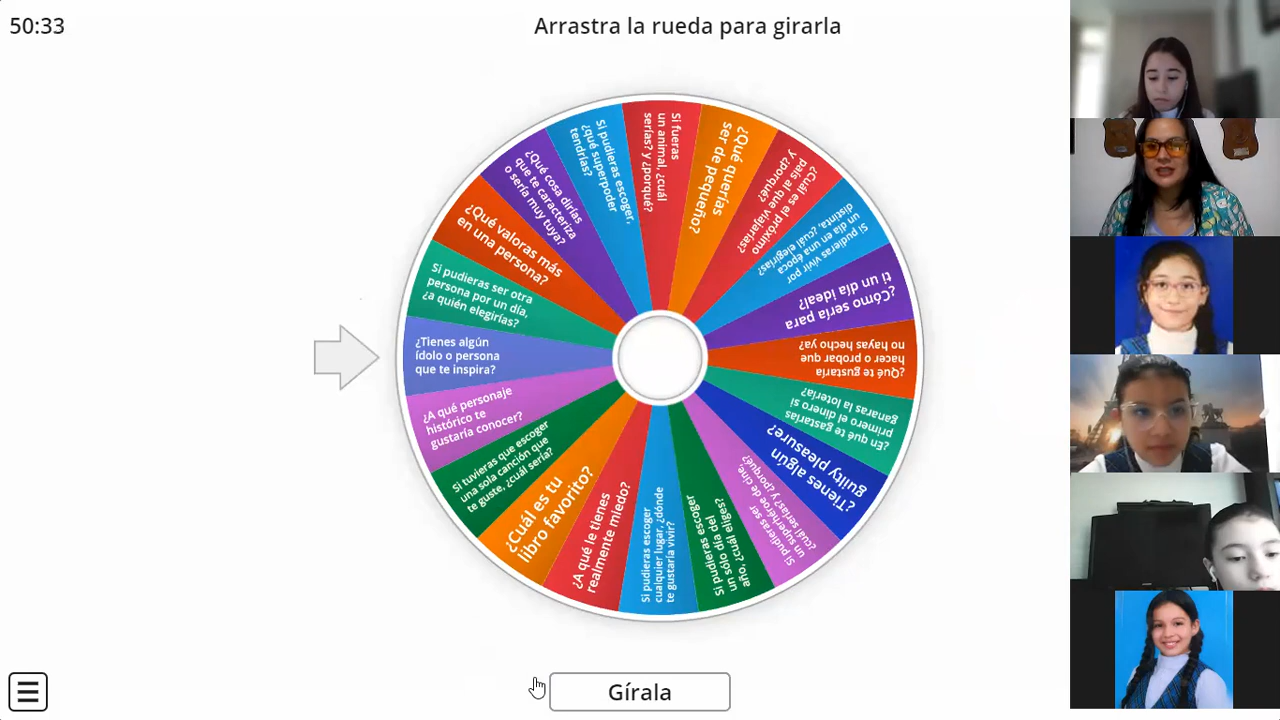 50:33
Arrastra la rueda para girarla
Si fueras
un animal, ¿cuál
serías? y ¿porqué?
¿Qué querías
ser de pequeño?
¿Cuál es el próximo
país al que viajarías?
y ¿porqué?
Si pudieras vivir por
un día en una época
distinta, ¿cuál elegirías?
¿Cómo sería para
ti un día ideal?
¿Qué te gustaría
hacer o probar que
no hayas hecho ya?
¿En qué te gastarías
primero el dinero si
ganaras la lotería?
¿Tienes algún
guilty pleasure?
Si pudieras ser
un superhéroe de cine,
¿cuál serías? y ¿porqué?
Si pudieras escoger
un sólo día del
año, ¿cuál eliges?
Si pudieras escoger
cualquier lugar, ¿dónde
te gustaría vivir?
¿A qué le tienes
realmente miedo?
¿Cuál es tu
libro favorito?
Si tuvieras que escoger
una sola canción que
te guste, ¿cuál sería?
¿A qué personaje
histórico te
gustaría conocer?
¿Tienes algún
ídolo o persona
que te inspira?
Si pudieras ser otra
persona por un día,
¿a quién elegirías?
¿Qué valoras más
en una persona?
¿Qué cosa dirías
que te caracteriza
o sería muy tuya?
Si pudieras escoger,
¿qué superpoder
tendrías?
Gírala